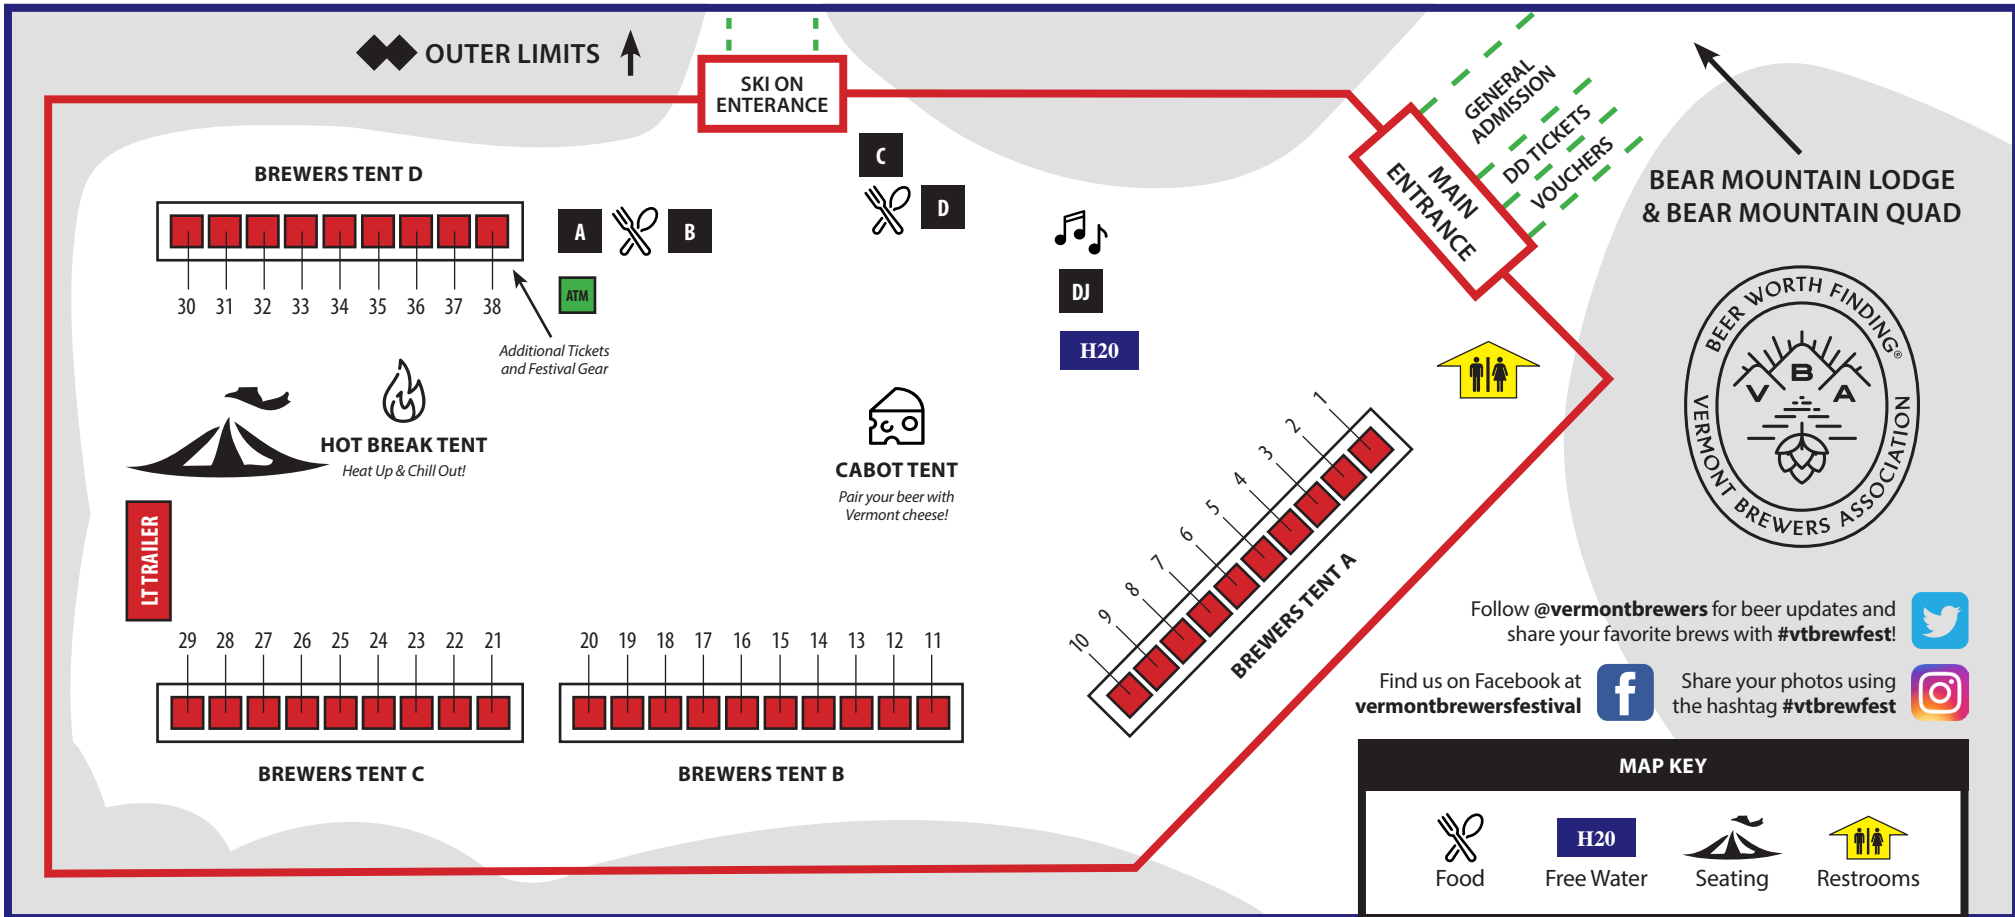 OUTER LIMITS
SKI ON
ENTERANCE
GENERAL
ADMISSION
DD TICKETS
VOUCHERS
MAIN
ENTRANCE
BEAR MOUNTAIN LODGE
& BEAR MOUNTAIN QUAD
BREWERS TENT D
30 31 32 33 34 35 36 37 38
A
B
C
D
ATM
Additional Tickets
and Festival Gear
DJ
H20
HOT BREAK TENT
Heat Up & Chill Out!
CABOT TENT
Pair your beer with
Vermont cheese!
LT TRAILER
29 28 27 26 25 24 23 22 21
BREWERS TENT C
20 19 18 17 16 15 14 13 12 11
BREWERS TENT B
1
2
3
4
5
6
7
8
9
10
BREWERS TENT A
BEER WORTH FINDING®
V B A
VERMONT BREWERS ASSOCIATION
Follow @vermontbrewers for beer updates and
share your favorite brews with #vtbrewfest!
Find us on Facebook at
vermontbrewersfestival
f
Share your photos using
the hashtag #vtbrewfest
MAP KEY
H20
Food
Free Water
Seating
Restrooms